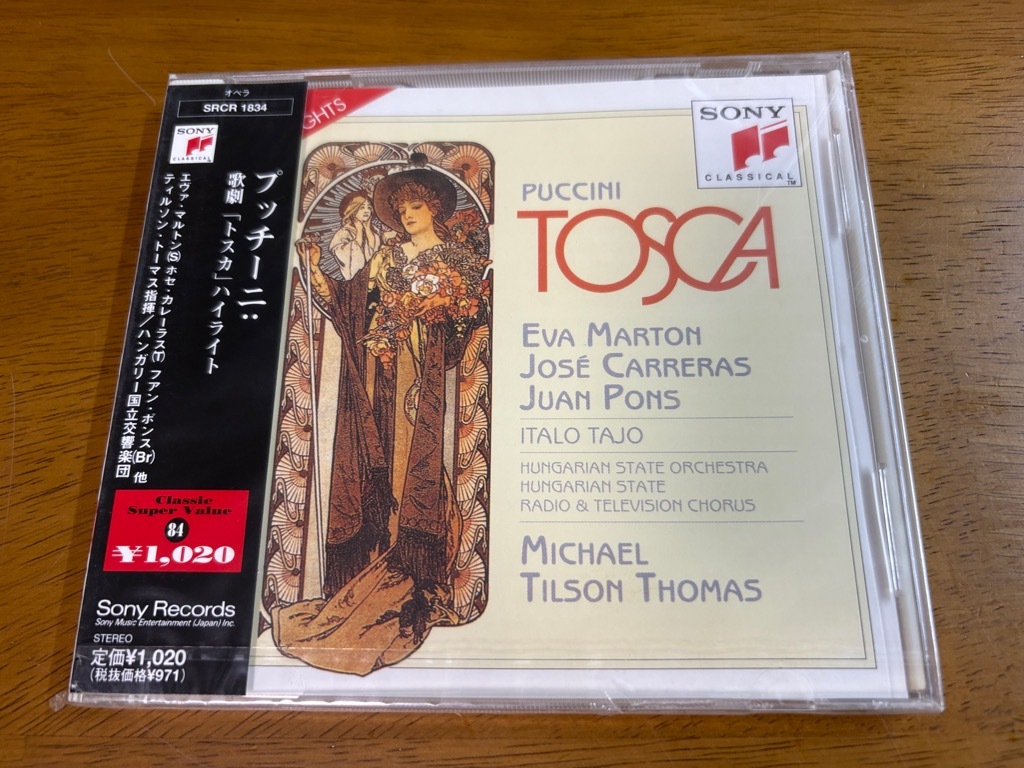 オペラ
SRCR 1834
SONY
CLASSICAL
プッチーニ:
歌劇「トスカ」ハイライト
エヴァ・マルトン(S) ホセ・カレーラス(T) ファン・ポンス(Br) 他
ティルソン・トーマス指揮/ハンガリー国立交響楽団
Classic
Super Value
84
¥1,020
Sony Records
Sony Music Entertainment (Japan) Inc.
STEREO
定価¥1,020
(税抜価格¥971)
SONY
CLASSICAL™
PUCCINI
TOSCA
EVA MARTON
JOSÉ CARRERAS
JUAN PONS
ITALO TAJO
HUNGARIAN STATE ORCHESTRA
HUNGARIAN STATE
RADIO & TELEVISION CHORUS
MICHAEL
TILSON THOMAS